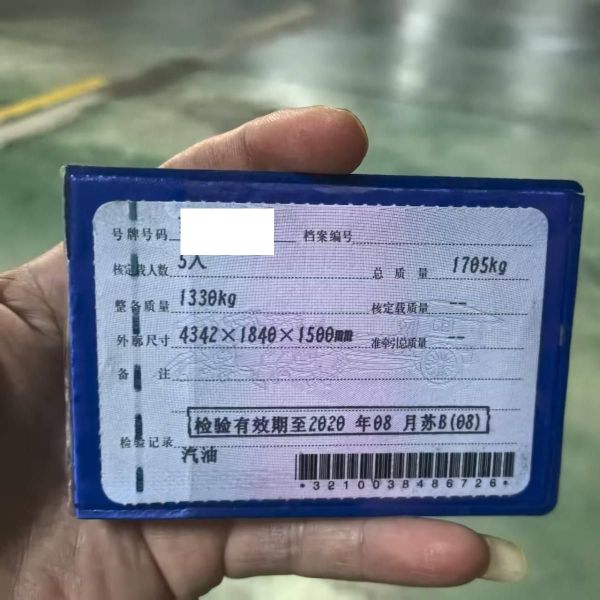 号牌号码 档案编号
核定载人数 5人 总质量 1705kg
整备质量 1330kg 核定载质量 --
外廓尺寸 4342×1840×1500mm 准牵引总质量 --
备注
检验有效期至2020 年08 月苏B(08)
检验记录
汽油
*3210038486726*